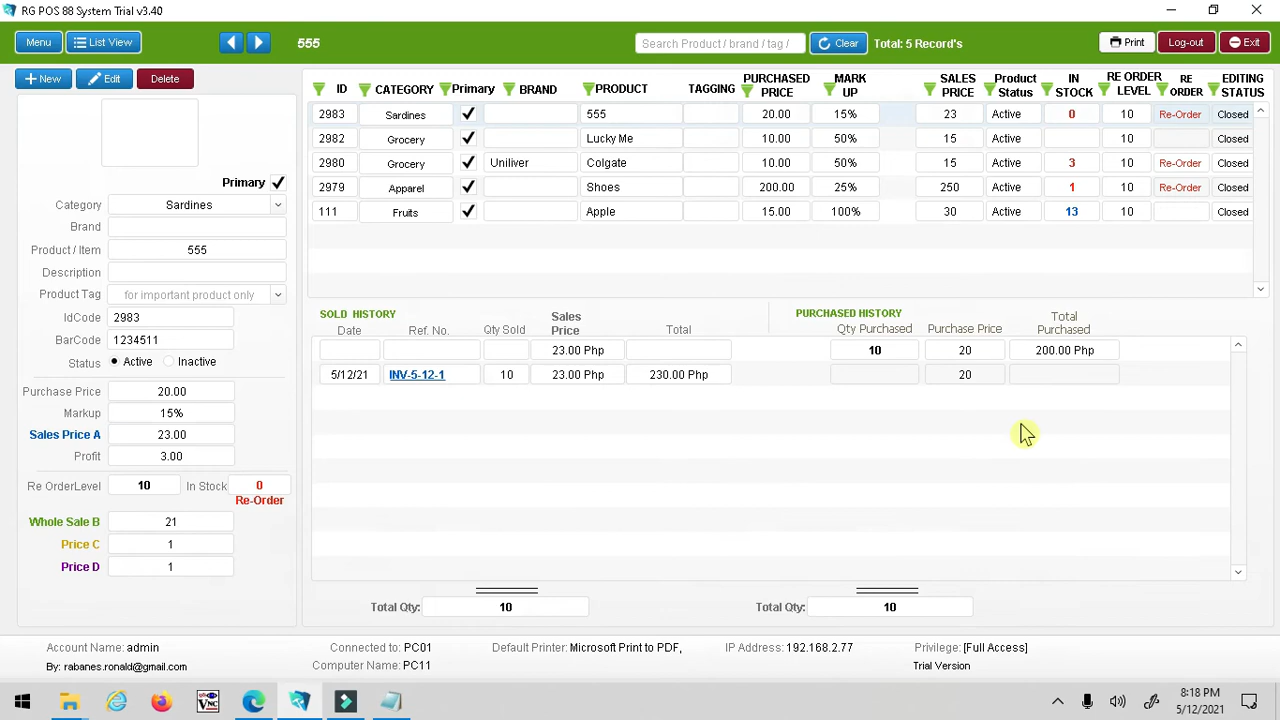 RG POS 88 System Trial v3.40
Menu List View 555 Search Product / brand / tag / Clear Total: 5 Record's Print Log-out Exit
New Edit Delete
Primary
Category Sardines
Brand
Product / Item 555
Description
Product Tag for important product only
IdCode 2983
BarCode 1234511
Status Active Inactive
Purchase Price 20.00
Markup 15%
Sales Price A 23.00
Profit 3.00
Re OrderLevel 10 In Stock 0
Re-Order
Whole Sale B 21
Price C 1
Price D 1
ID CATEGORY Primary BRAND PRODUCT TAGGING PURCHASED PRICE MARK UP SALES PRICE Product Status IN STOCK RE ORDER LEVEL RE ORDER EDITING STATUS
2983 Sardines 555 20.00 15% 23 Active 0 10 Re-Order Closed
2982 Grocery Lucky Me 10.00 50% 15 Active 10 Closed
2980 Grocery Uniliver Colgate 10.00 50% 15 Active 3 10 Re-Order Closed
2979 Apparel Shoes 200.00 25% 250 Active 1 10 Re-Order Closed
111 Fruits Apple 15.00 100% 30 Active 13 10 Closed
SOLD HISTORY PURCHASED HISTORY
Date Ref. No. Qty Sold Sales Price Total Qty Purchased Purchase Price Total Purchased
23.00 Php 10 20 200.00 Php
5/12/21 INV-5-12-1 10 23.00 Php 230.00 Php 20
Total Qty: 10 Total Qty: 10
Account Name: admin Connected to: PC01 Default Printer: Microsoft Print to PDF, IP Address: 192.168.2.77 Privilege: [Full Access]
By: rabanes.ronald@gmail.com Computer Name: PC11 Trial Version
8:18 PM
5/12/2021